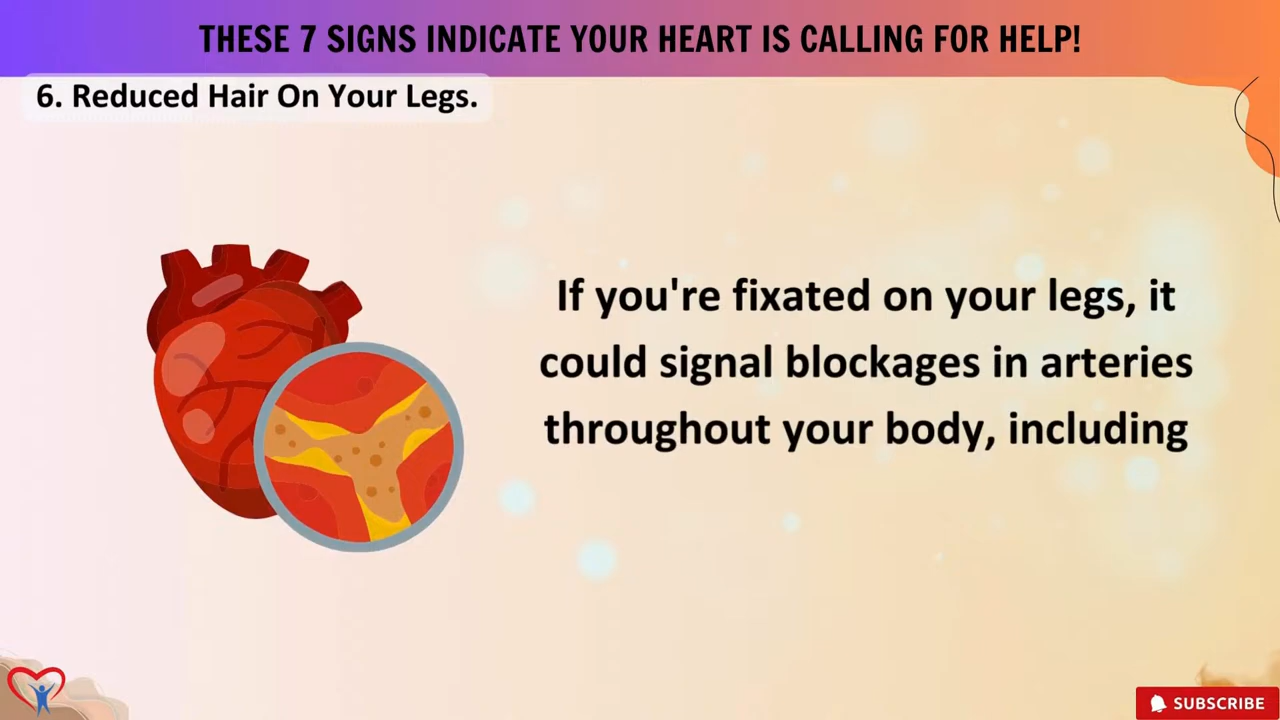 THESE 7 SIGNS INDICATE YOUR HEART IS CALLING FOR HELP!
6. Reduced Hair On Your Legs.
If you're fixated on your legs, it
could signal blockages in arteries
throughout your body, including
SUBSCRIBE